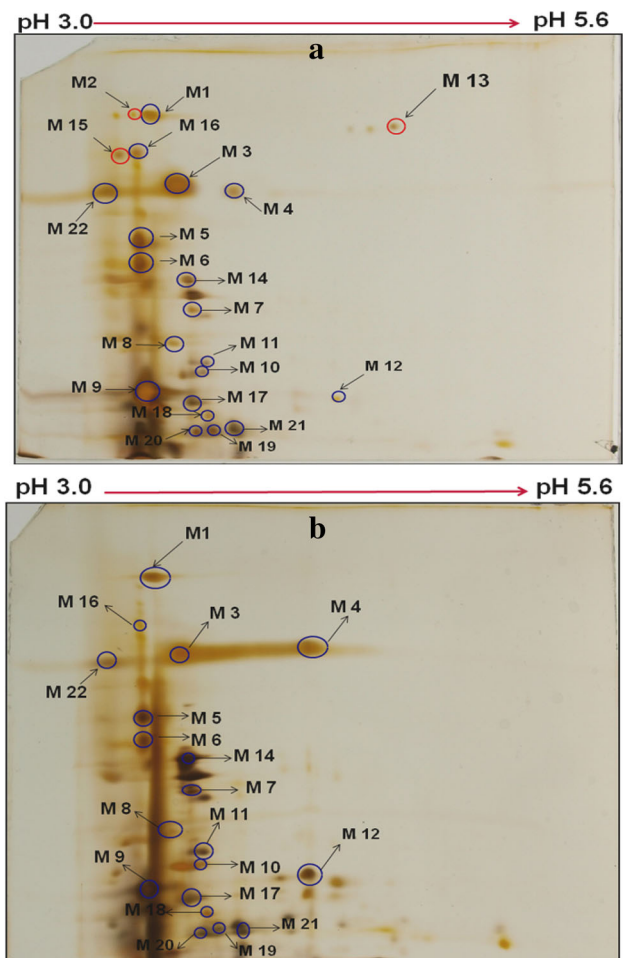 pH 3.0 pH 5.6
a
M2 M1 M 13
M 15 M 16
M 3
M 4
M 22
M 5
M 6
M 14
M 7
M 8 M 11
M 10
M 9 M 12
M 17
M 18
M 20 M 19 M 21
pH 3.0 pH 5.6
b
M1
M 16 M 3 M 4
M 22
M 5
M 6
M 14
M 7
M 8 M 11
M 12
M 9 M 10
M 17
M 18 M 21
M 20 M 19